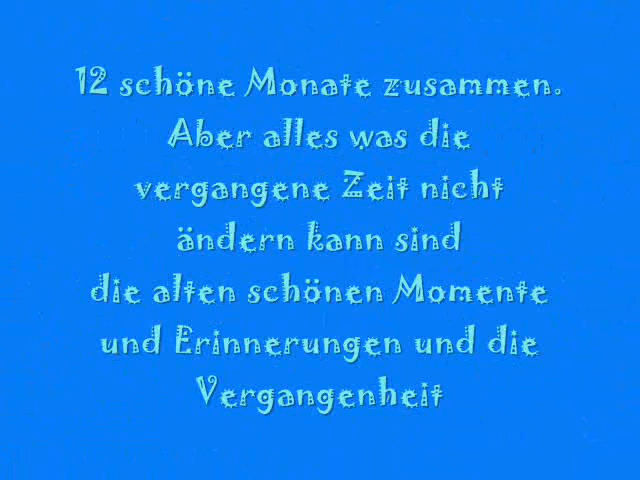 12 schöne Monate zusammen.
Aber alles was die
vergangene Zeit nicht
ändern kann sind
die alten schönen Momente
und Erinnerungen und die
Vergangenheit